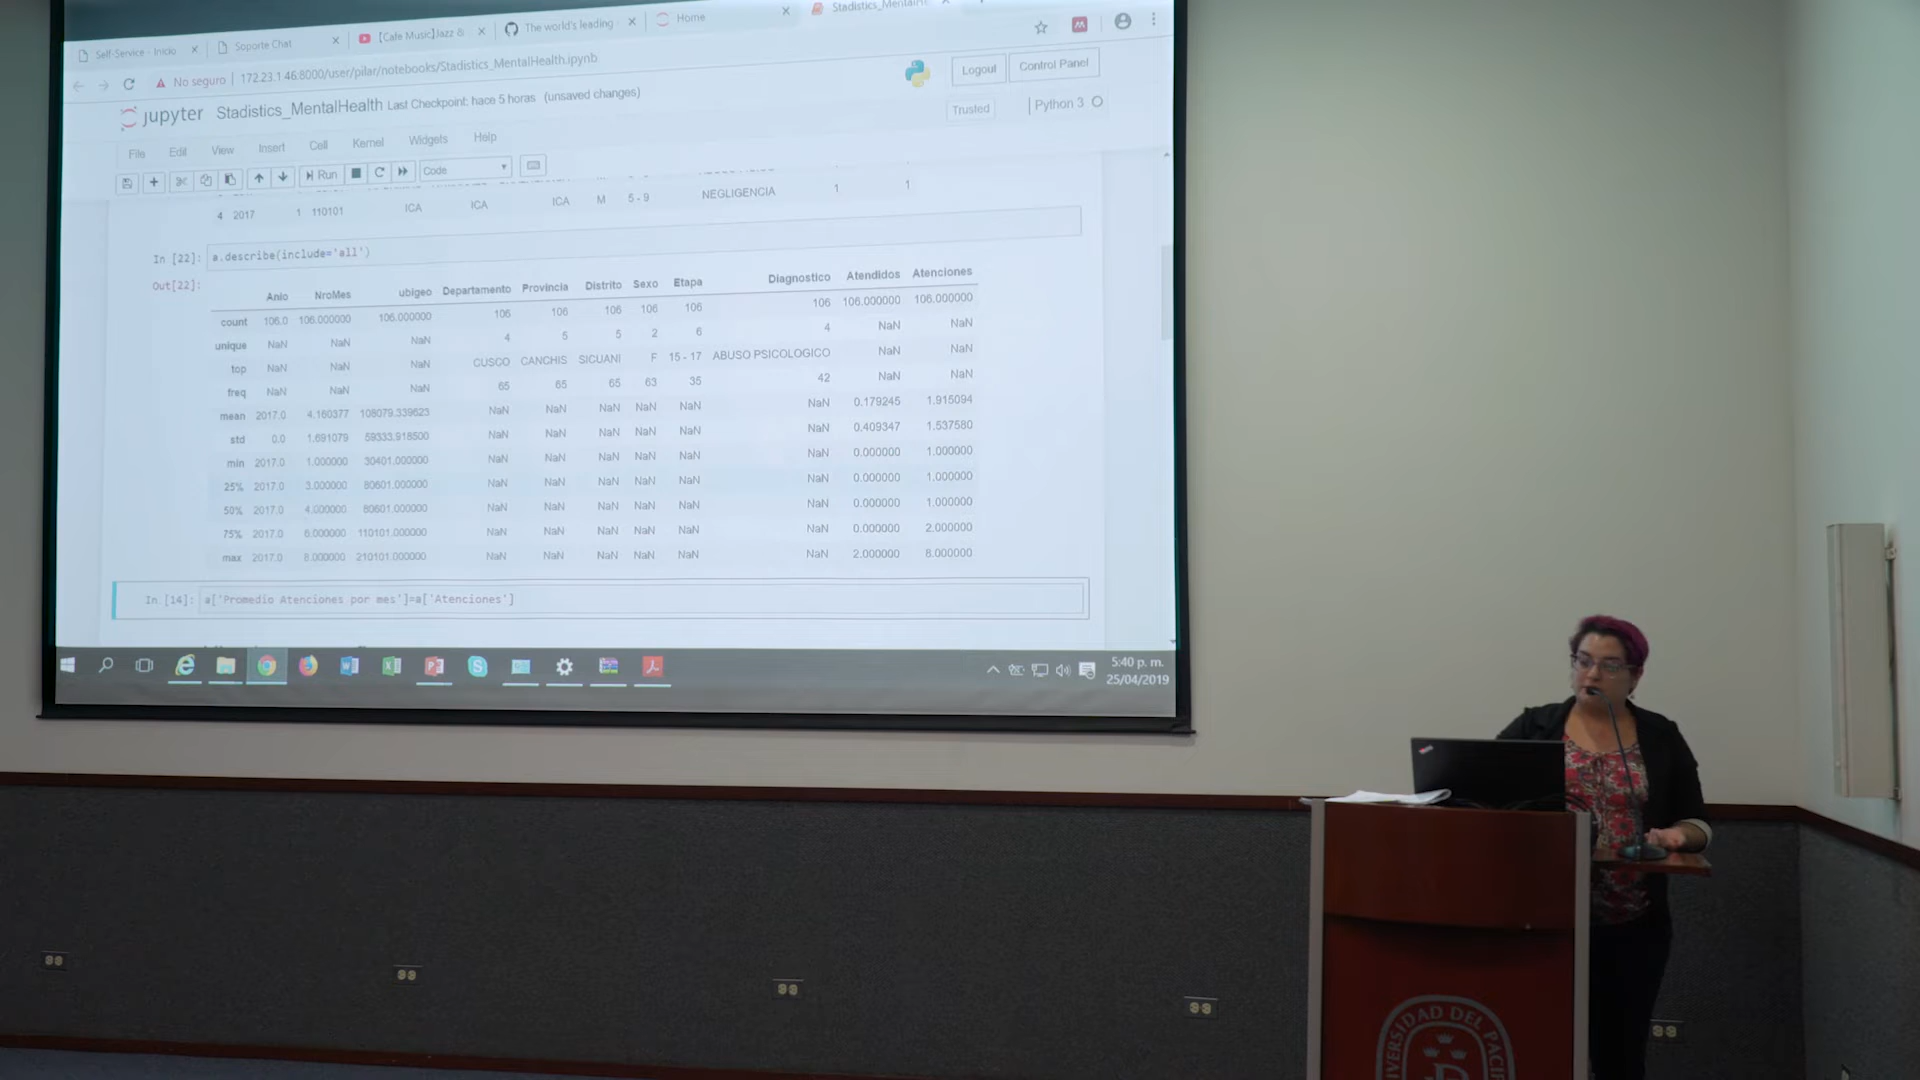 Self-Service - Inicio × Soporte Chat × [Cafe Music]Jazz & × The world's leading × Home × Stadistics_MentalH
No seguro | 172.23.1.46:8000/user/pilar/notebooks/Stadistics_MentalHealth.ipynb
jupyter Stadistics_MentalHealth Last Checkpoint: hace 5 horas (unsaved changes) Logout Control Panel
File Edit View Insert Cell Kernel Widgets Help Trusted | Python 3
Run Code
4 2017 1 110101 ICA ICA ICA M 5 - 9 NEGLIGENCIA 1 1
In [22]: a.describe(include='all')
Out[22]:
Anio NroMes ubigeo Departamento Provincia Distrito Sexo Etapa Diagnostico Atendidos Atenciones
count 106.0 106.000000 106.000000 106 106 106 106 106 106 106.000000 106.000000
unique NaN NaN NaN 4 5 5 2 6 4 NaN NaN
top NaN NaN NaN CUSCO CANCHIS SICUANI F 15 - 17 ABUSO PSICOLOGICO NaN NaN
freq NaN NaN NaN 65 65 65 63 35 42 NaN NaN
mean 2017.0 4.160377 108079.339623 NaN NaN NaN NaN NaN NaN 0.179245 1.915094
std 0.0 1.691079 59333.918500 NaN NaN NaN NaN NaN NaN 0.409347 1.537580
min 2017.0 1.000000 30401.000000 NaN NaN NaN NaN NaN NaN 0.000000 1.000000
25% 2017.0 3.000000 80601.000000 NaN NaN NaN NaN NaN NaN 0.000000 1.000000
50% 2017.0 4.000000 80601.000000 NaN NaN NaN NaN NaN NaN 0.000000 1.000000
75% 2017.0 6.000000 110101.000000 NaN NaN NaN NaN NaN NaN 0.000000 2.000000
max 2017.0 8.000000 210101.000000 NaN NaN NaN NaN NaN NaN 2.000000 8.000000
In [14]: a['Promedio Atenciones por mes']=a['Atenciones']
5:40 p. m.
25/04/2019
IVERSIDAD DEL PACIF